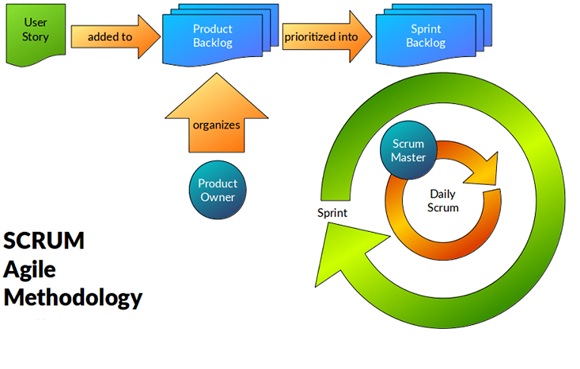 User
Story
added to
Product
Backlog
prioritized into
Sprint
Backlog
organizes
Product
Owner
Scrum
Master
Daily
Scrum
Sprint
SCRUM
Agile
Methodology